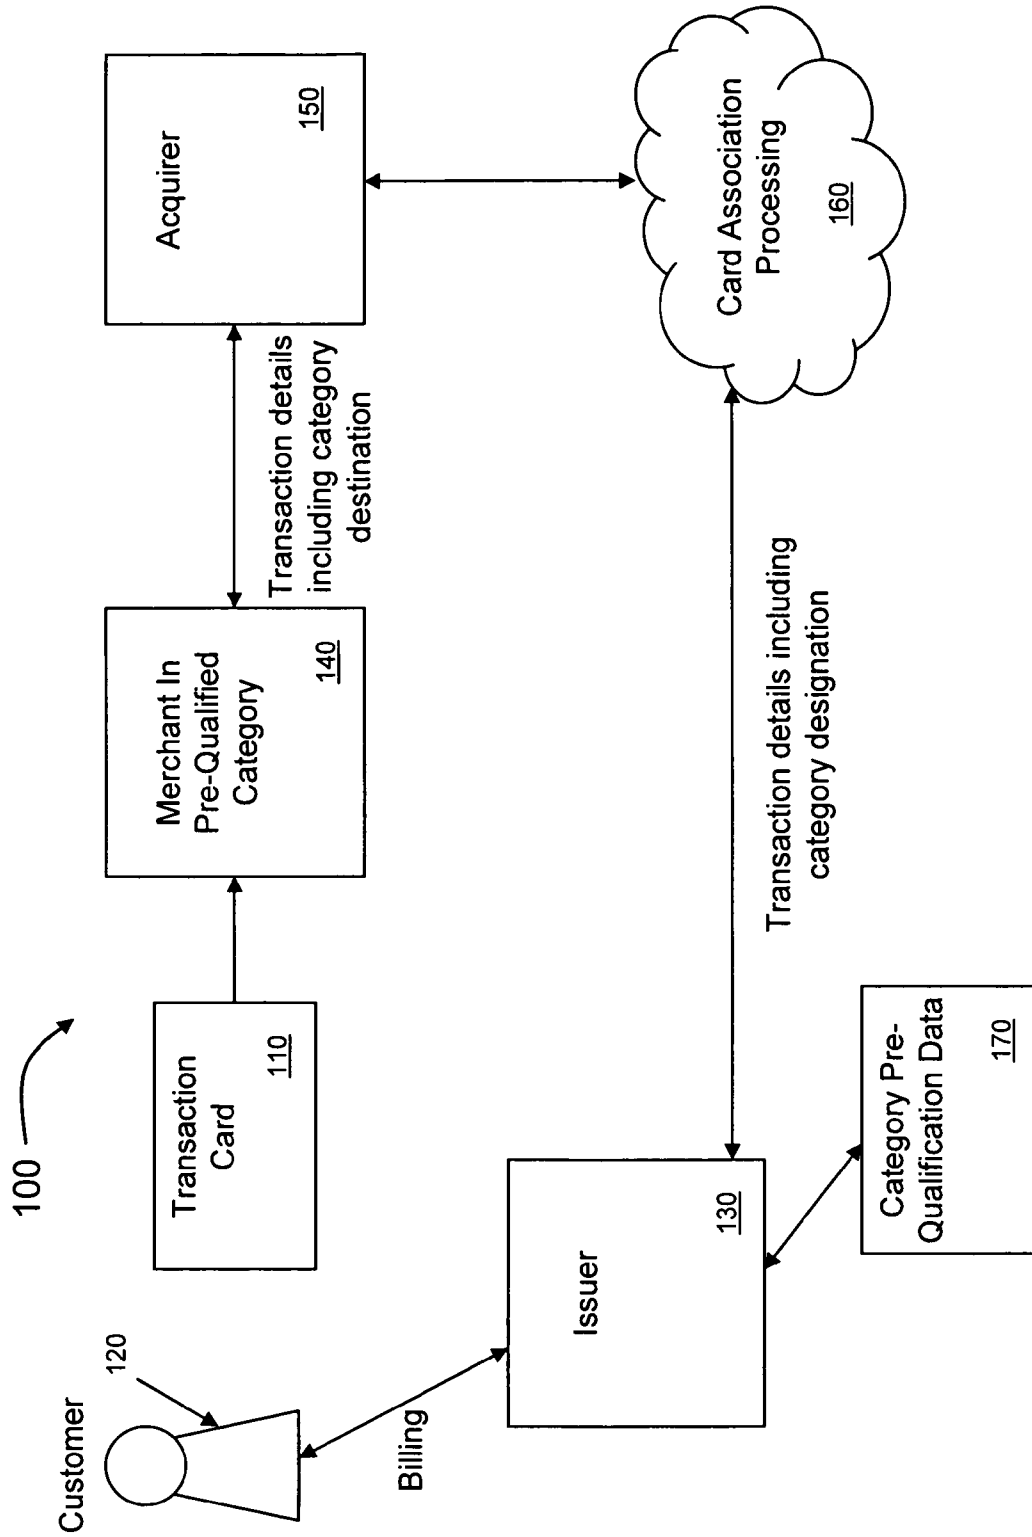 100
Customer
120
Transaction
Card
110
Merchant In
Pre-Qualified
Category
140
Transaction details
including category
destination
Acquirer
150
Billing
Issuer
130
Transaction details including
category designation
Card Association
Processing
160
Category Pre-
Qualification Data
170